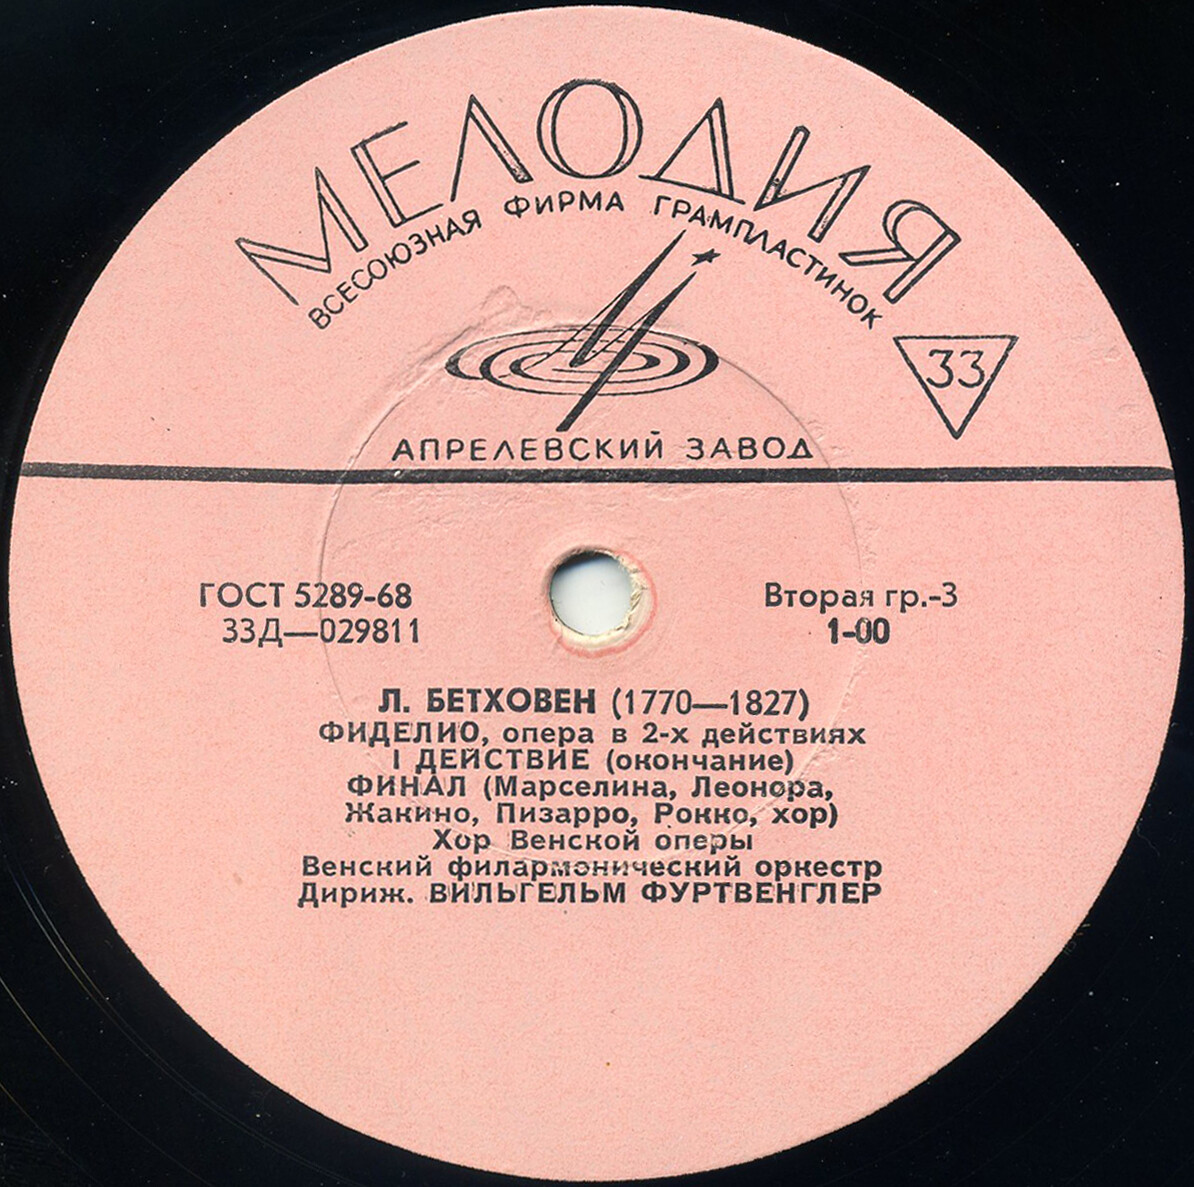 МЕЛОДИЯ
ВСЕСОЮЗНАЯ ФИРМА ГРАМПЛАСТИНОК
33
АПРЕЛЕВСКИЙ ЗАВОД
ГОСТ 5289-68
Вторая гр.-3
33Д—029811
1-00
Л. БЕТХОВЕН (1770—1827)
ФИДЕЛИО, опера в 2-х действиях
I ДЕЙСТВИЕ (окончание)
ФИНАЛ (Марселина, Леонора,
Жакино, Пизарро, Рокко, хор)
Хор Венской оперы
Венский филармонический оркестр
Дириж. ВИЛЬГЕЛЬМ ФУРТВЕНГЛЕР